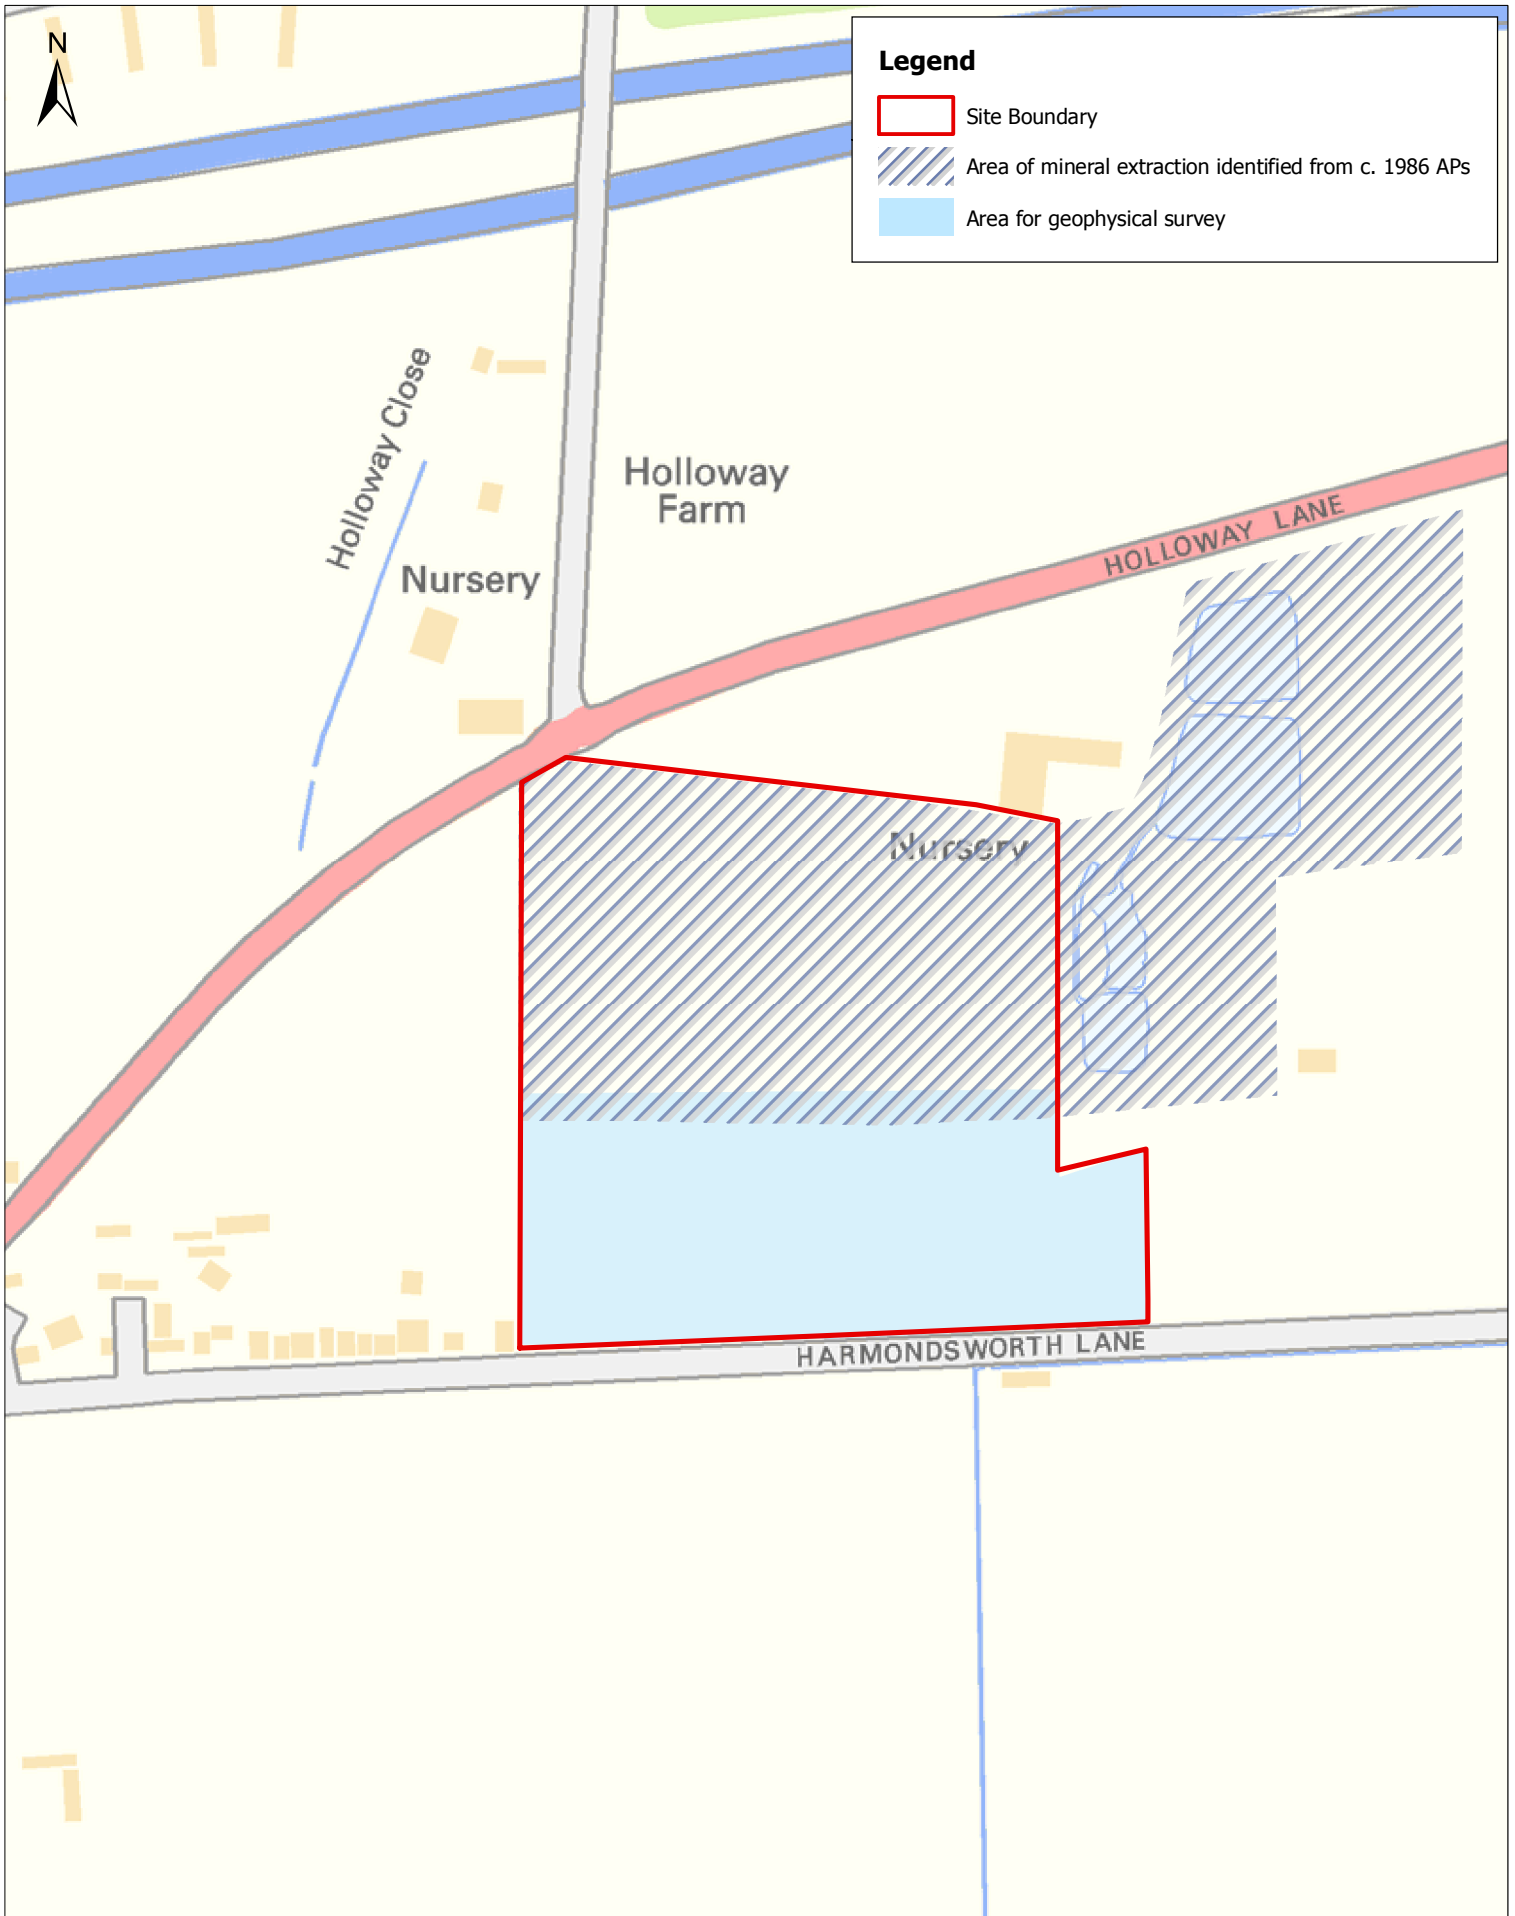 N
Legend
Site Boundary
Area of mineral extraction identified from c. 1986 APs
Area for geophysical survey
Holloway Close
Holloway
Farm
Nursery
HOLLOWAY LANE
Nursery
HARMONDSWORTH LANE